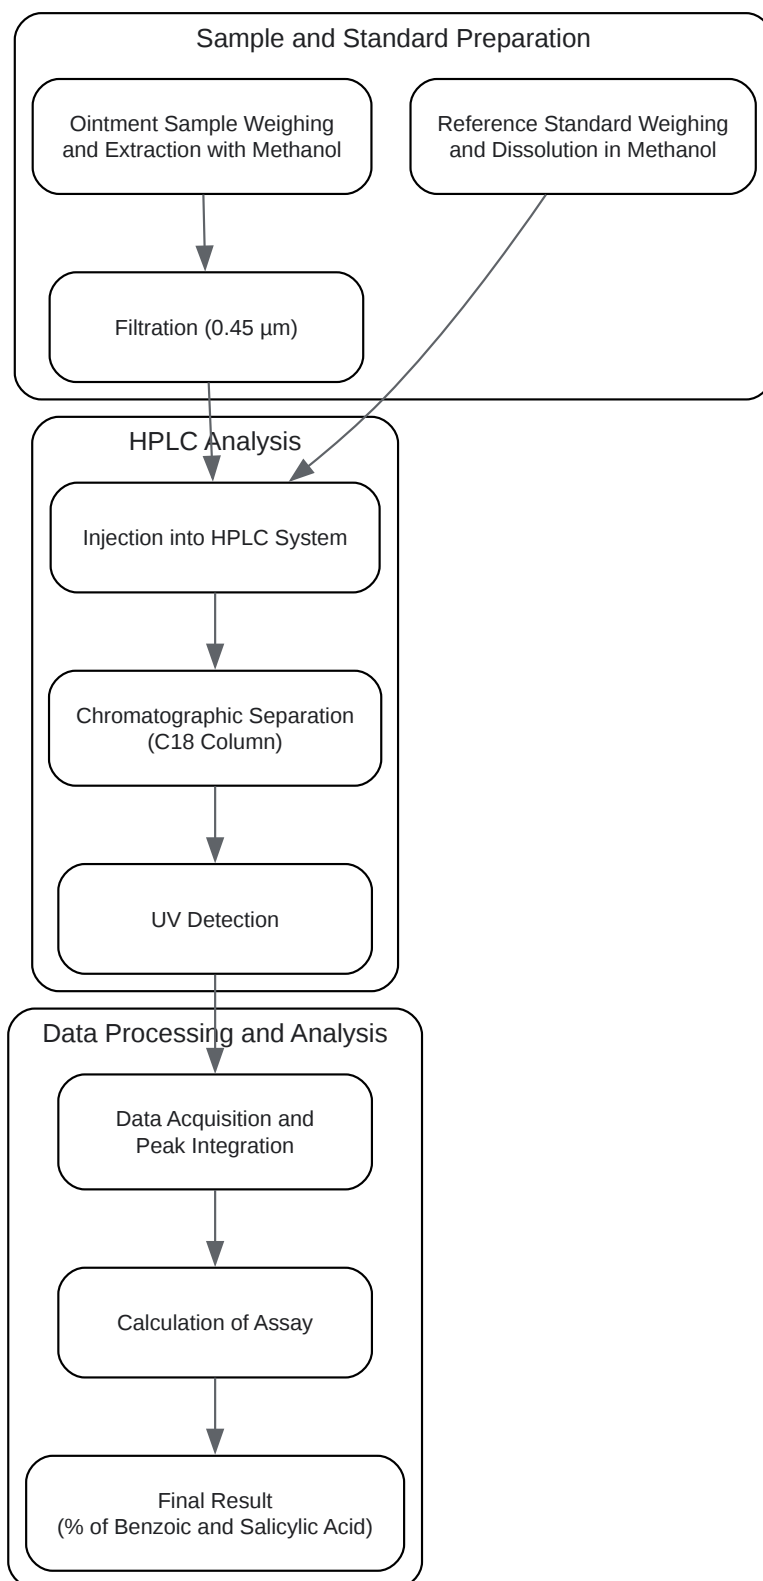 Sample and Standard Preparation
Ointment Sample Weighing
and Extraction with Methanol
Reference Standard Weighing
and Dissolution in Methanol
Filtration (0.45 µm)
HPLC Analysis
Injection into HPLC System
Chromatographic Separation
(C18 Column)
UV Detection
Data Processing and Analysis
Data Acquisition and
Peak Integration
Calculation of Assay
Final Result
(% of Benzoic and Salicylic Acid)